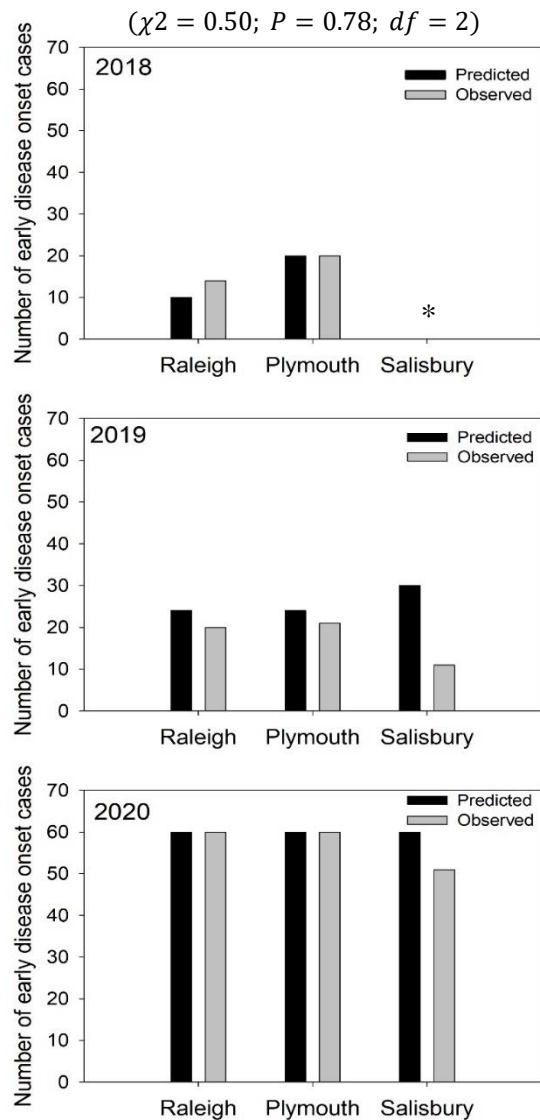 (χ2 = 0.50; P = 0.78; df = 2)
Number of early disease onset cases
70
60
50
40
30
20
10
0
2018
Predicted
Observed
*
Raleigh Plymouth Salisbury
Number of early disease onset cases
70
60
50
40
30
20
10
0
2019
Predicted
Observed
Raleigh Plymouth Salisbury
Number of early disease onset cases
70
60
50
40
30
20
10
0
2020
Predicted
Observed
Raleigh Plymouth Salisbury